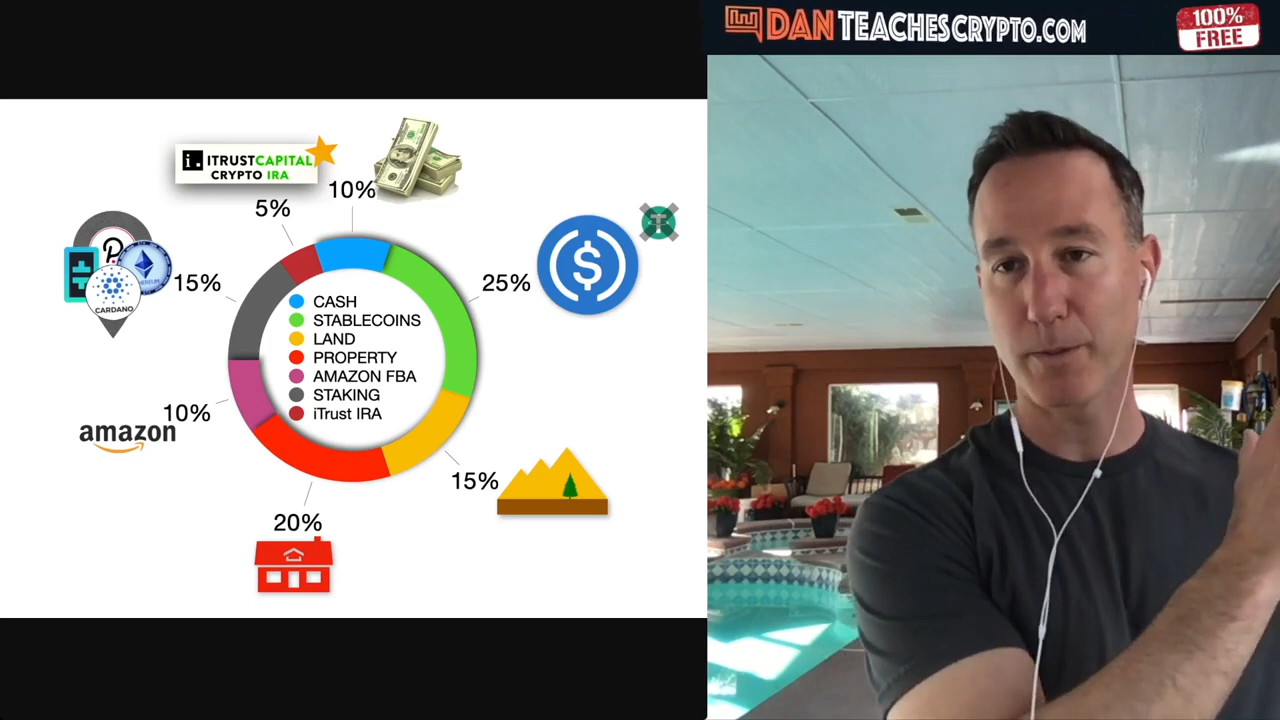 DANTEACHESCRYPTO.COM
100%
FREE
i. ITRUSTCAPITAL
CRYPTO IRA
10%
5%
25%
15%
CARDANO
ETHEREUM
CASH
STABLECOINS
LAND
PROPERTY
AMAZON FBA
STAKING
iTrust IRA
10%
amazon
15%
20%